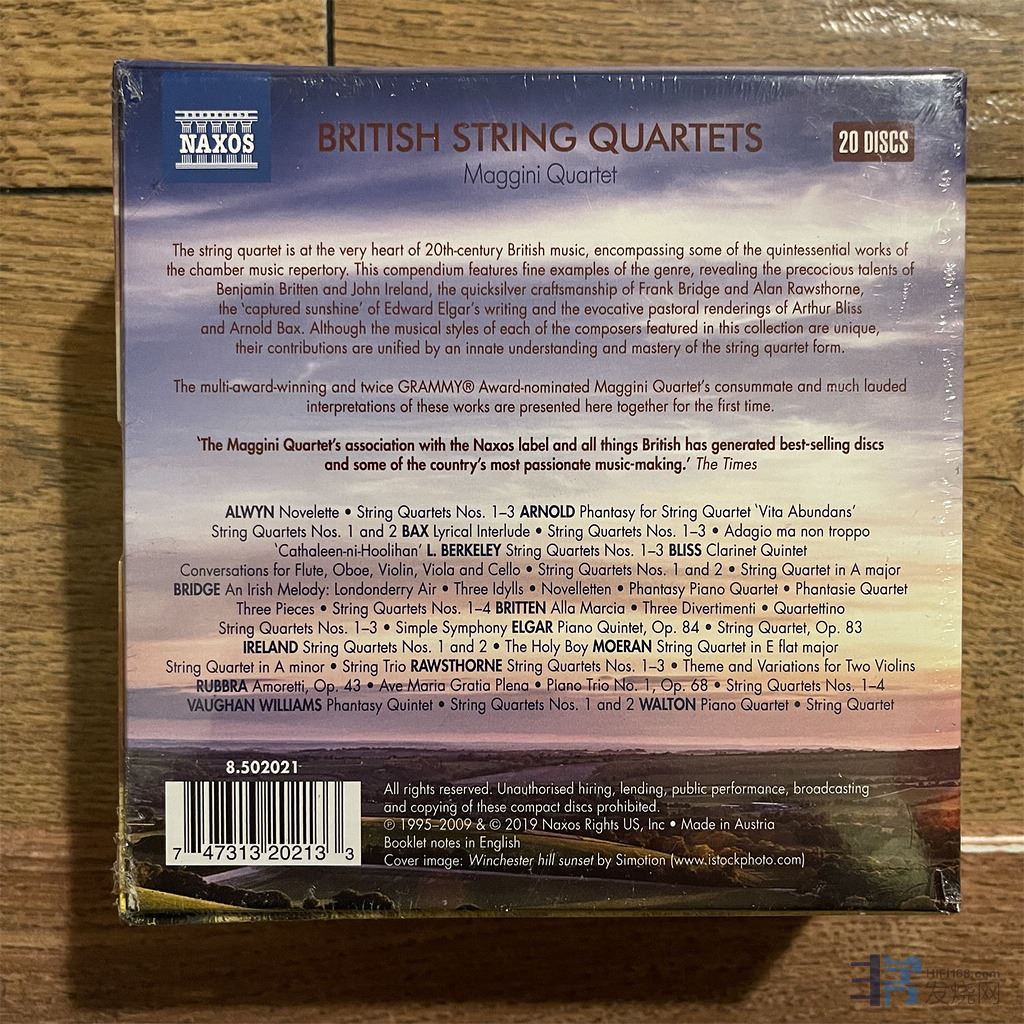 NAXOS
BRITISH STRING QUARTETS
20 DISCS
Maggini Quartet
The string quartet is at the very heart of 20th-century British music, encompassing some of the quintessential works of
the chamber music repertory. This compendium features fine examples of the genre, revealing the precocious talents of
Benjamin Britten and John Ireland, the quicksilver craftsmanship of Frank Bridge and Alan Rawsthorne,
the ‘captured sunshine’ of Edward Elgar’s writing and the evocative pastoral renderings of Arthur Bliss
and Arnold Bax. Although the musical styles of each of the composers featured in this collection are unique,
their contributions are unified by an innate understanding and mastery of the string quartet form.
The multi-award-winning and twice GRAMMY® Award-nominated Maggini Quartet’s consummate and much lauded
interpretations of these works are presented here together for the first time.
‘The Maggini Quartet’s association with the Naxos label and all things British has generated best-selling discs
and some of the country’s most passionate music-making.’ The Times
ALWYN Novelette • String Quartets Nos. 1–3 ARNOLD Phantasy for String Quartet ‘Vita Abundans’
String Quartets Nos. 1 and 2 BAX Lyrical Interlude • String Quartets Nos. 1–3 • Adagio ma non troppo
‘Cathaleen-ni-Hoolihan’ L. BERKELEY String Quartets Nos. 1–3 BLISS Clarinet Quintet
Conversations for Flute, Oboe, Violin, Viola and Cello • String Quartets Nos. 1 and 2 • String Quartet in A major
BRIDGE An Irish Melody: Londonderry Air • Three Idylls • Novelletten • Phantasy Piano Quartet • Phantasie Quartet
Three Pieces • String Quartets Nos. 1–4 BRITTEN Alla Marcia • Three Divertimenti • Quartettino
String Quartets Nos. 1–3 • Simple Symphony ELGAR Piano Quintet, Op. 84 • String Quartet, Op. 83
IRELAND String Quartets Nos. 1 and 2 • The Holy Boy MOERAN String Quartet in E flat major
String Quartet in A minor • String Trio RAWSTHORNE String Quartets Nos. 1–3 • Theme and Variations for Two Violins
RUBBRA Amoretti, Op. 43 • Ave Maria Gratia Plena • Piano Trio No. 1, Op. 68 • String Quartets Nos. 1–4
VAUGHAN WILLIAMS Phantasy Quintet • String Quartets Nos. 1 and 2 WALTON Piano Quartet • String Quartet
8.502021
7 47313 20213 3
All rights reserved. Unauthorised hiring, lending, public performance, broadcasting
and copying of these compact discs prohibited.
℗ 1995–2009 & © 2019 Naxos Rights US, Inc • Made in Austria
Booklet notes in English
Cover image: Winchester hill sunset by Simotion (www.istockphoto.com)
HIFI168.com
发烧网